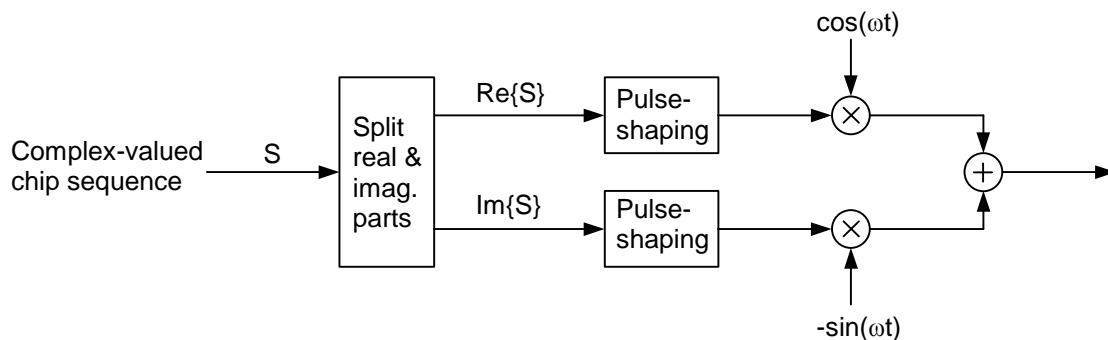 cos(ωt)
Complex-valued
chip sequence
S
Split
real &
imag.
parts
Re{S}
Pulse-
shaping
Im{S}
Pulse-
shaping
-sin(ωt)